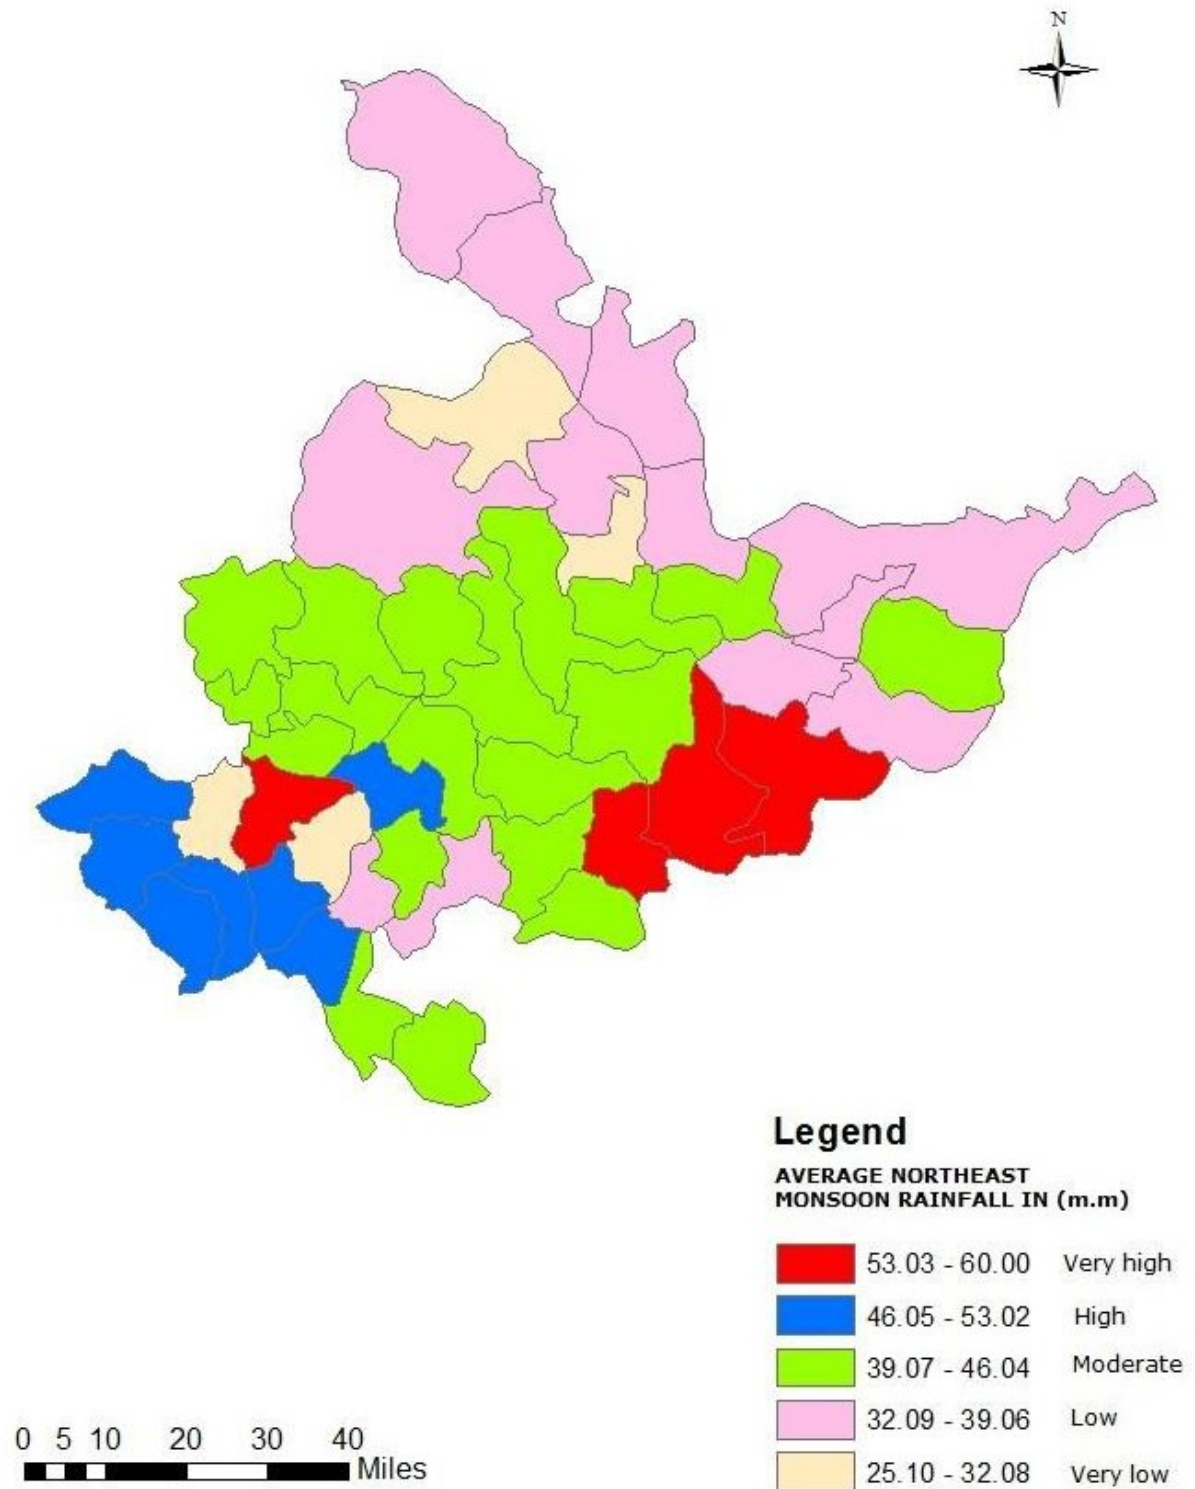 N
Legend
AVERAGE NORTHEAST
MONSOON RAINFALL IN (m.m)
53.03 - 60.00 Very high
46.05 - 53.02 High
39.07 - 46.04 Moderate
32.09 - 39.06 Low
25.10 - 32.08 Very low
0 5 10 20 30 40
Miles